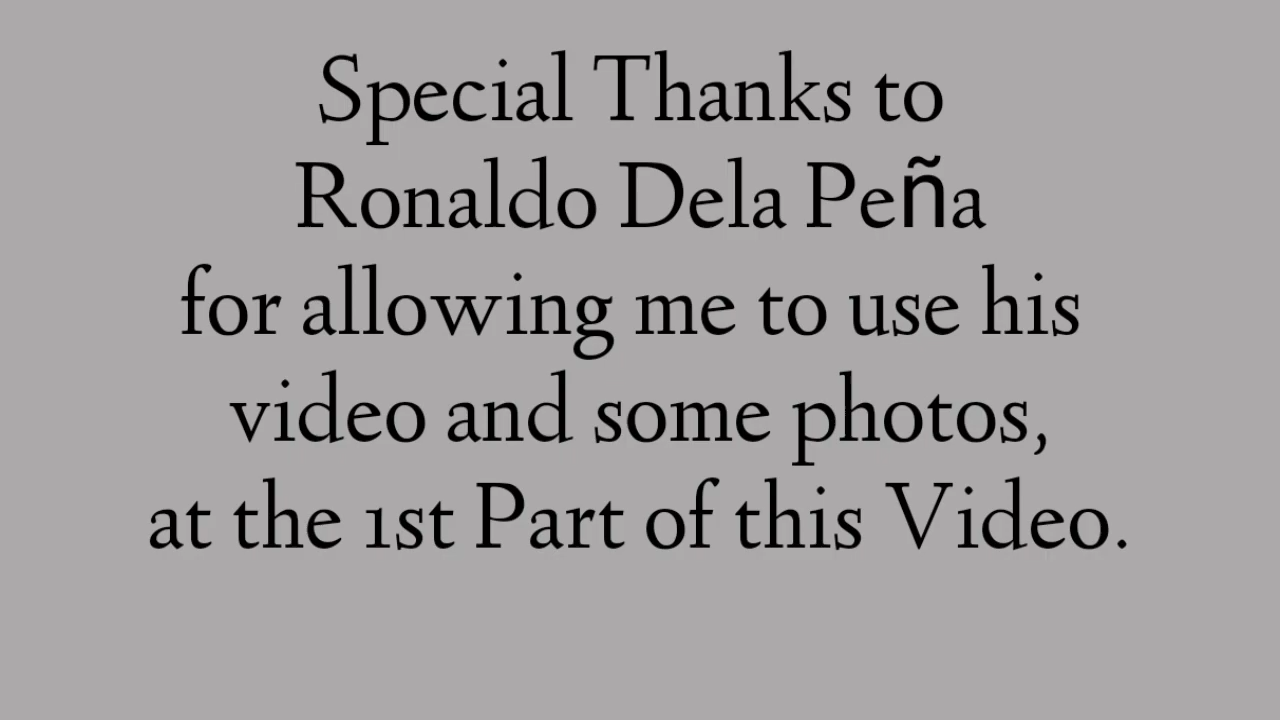 Special Thanks to
Ronaldo Dela Peña
for allowing me to use his
video and some photos,
at the 1st Part of this Video.